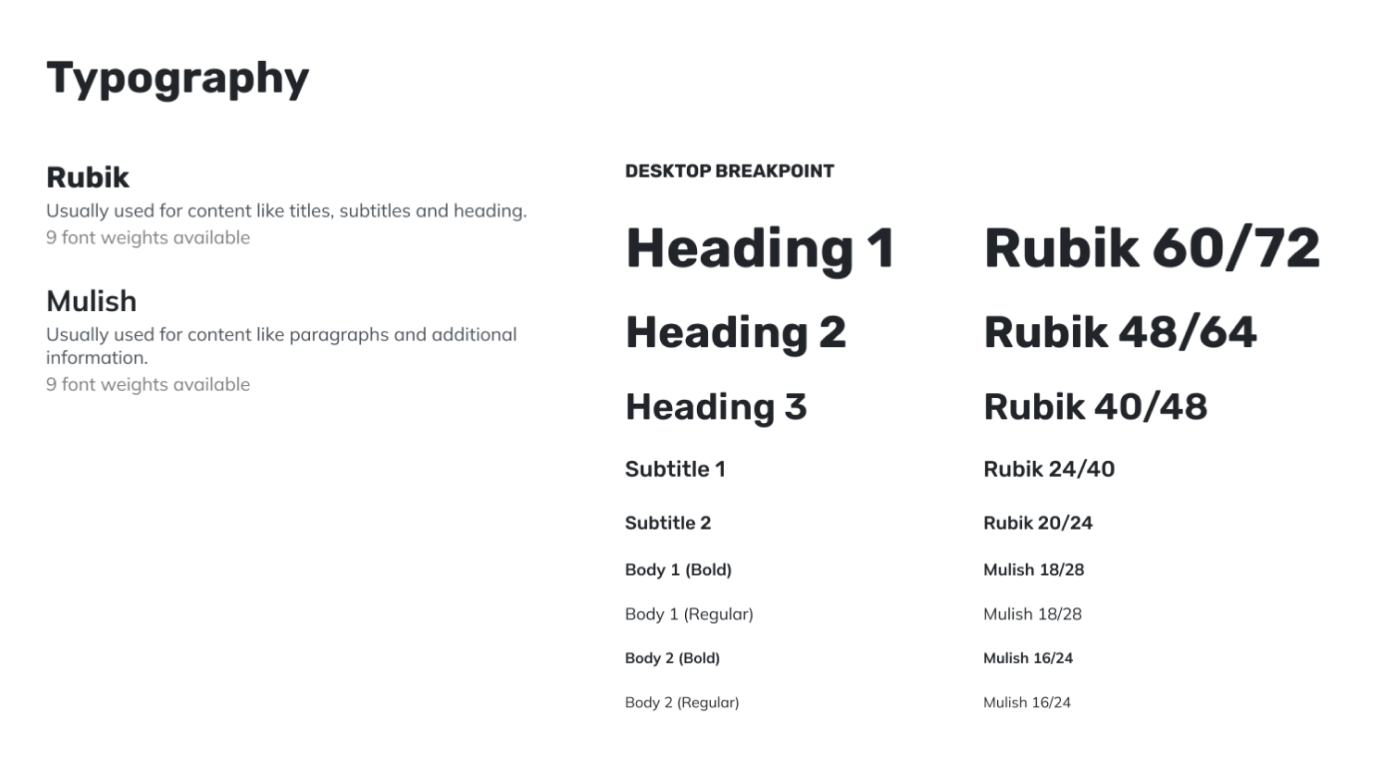 Typography
Rubik
Usually used for content like titles, subtitles and heading.
9 font weights available
Mulish
Usually used for content like paragraphs and additional
information.
9 font weights available
DESKTOP BREAKPOINT
Heading 1 Rubik 60/72
Heading 2 Rubik 48/64
Heading 3 Rubik 40/48
Subtitle 1 Rubik 24/40
Subtitle 2 Rubik 20/24
Body 1 (Bold) Mulish 18/28
Body 1 (Regular) Mulish 18/28
Body 2 (Bold) Mulish 16/24
Body 2 (Regular) Mulish 16/24